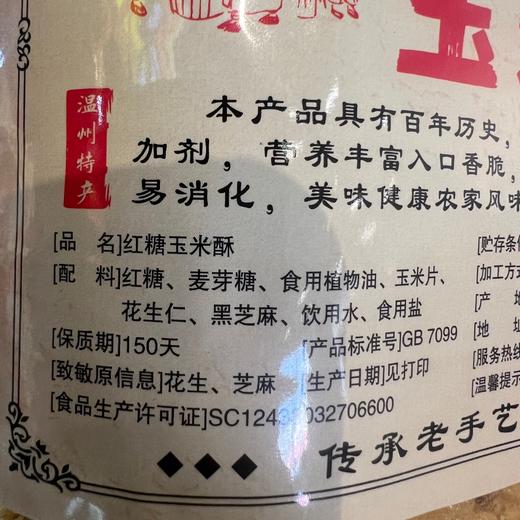 玉
温州特产
本产品具有百年历史，
加剂，营养丰富入口香脆，
易消化，美味健康农家风味
[品 名]红糖玉米酥
[配 料]红糖、麦芽糖、食用植物油、玉米片、
花生仁、黑芝麻、饮用水、食用盐
[保质期]150天 [产品标准号]GB 7099
[致敏原信息]花生、芝麻 [生产日期]见打印
[食品生产许可证]
[贮存条
[加工方式
[产 地
[地 址
[服务热线
[温馨提示
传承老手艺